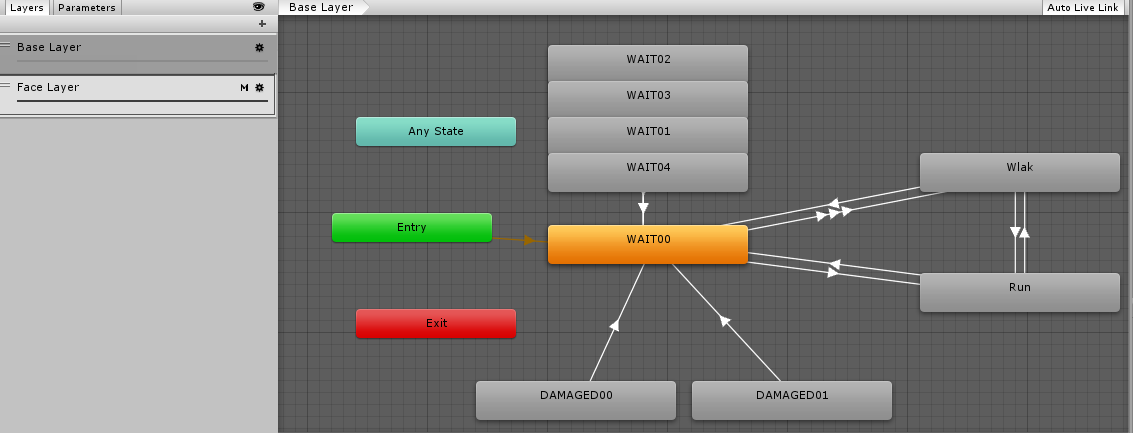 Layers Parameters
Base Layer
Auto Live Link
+
Base Layer
Face Layer M
WAIT02
WAIT03
WAIT01
WAIT04
Any State
Wlak
Entry
WAIT00
Run
Exit
DAMAGED00
DAMAGED01